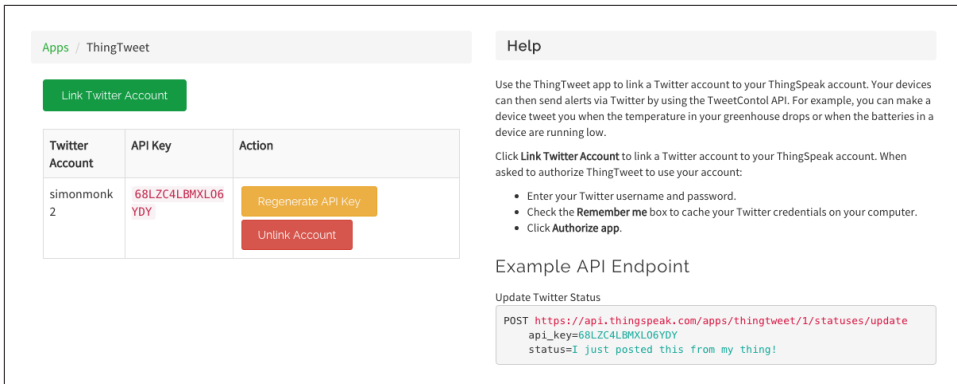 Apps / ThingTweet
Link Twitter Account
Twitter Account
API Key
Action
simonmonk
2
68LZC4LBMXLO6
YDY
Regenerate API Key
Unlink Account
Help
Use the ThingTweet app to link a Twitter account to your ThingSpeak account. Your devices
can then send alerts via Twitter by using the TweetContol API. For example, you can make a
device tweet you when the temperature in your greenhouse drops or when the batteries in a
device are running low.
Click Link Twitter Account to link a Twitter account to your ThingSpeak account. When
asked to authorize ThingTweet to use your account:
• Enter your Twitter username and password.
• Check the Remember me box to cache your Twitter credentials on your computer.
• Click Authorize app.
Example API Endpoint
Update Twitter Status
POST https://api.thingspeak.com/apps/thingtweet/1/statuses/update
api_key=68LZC4LBMXLO6YDY
status=I just posted this from my thing!